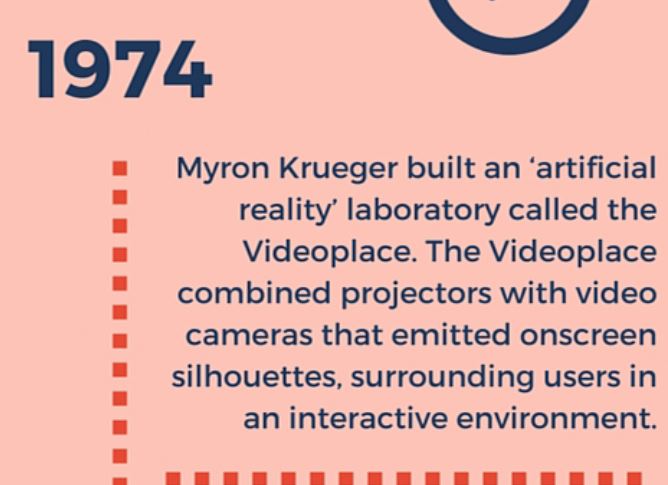 1974
Myron Krueger built an ‘artificial
reality’ laboratory called the
Videoplace. The Videoplace
combined projectors with video
cameras that emitted onscreen
silhouettes, surrounding users in
an interactive environment.